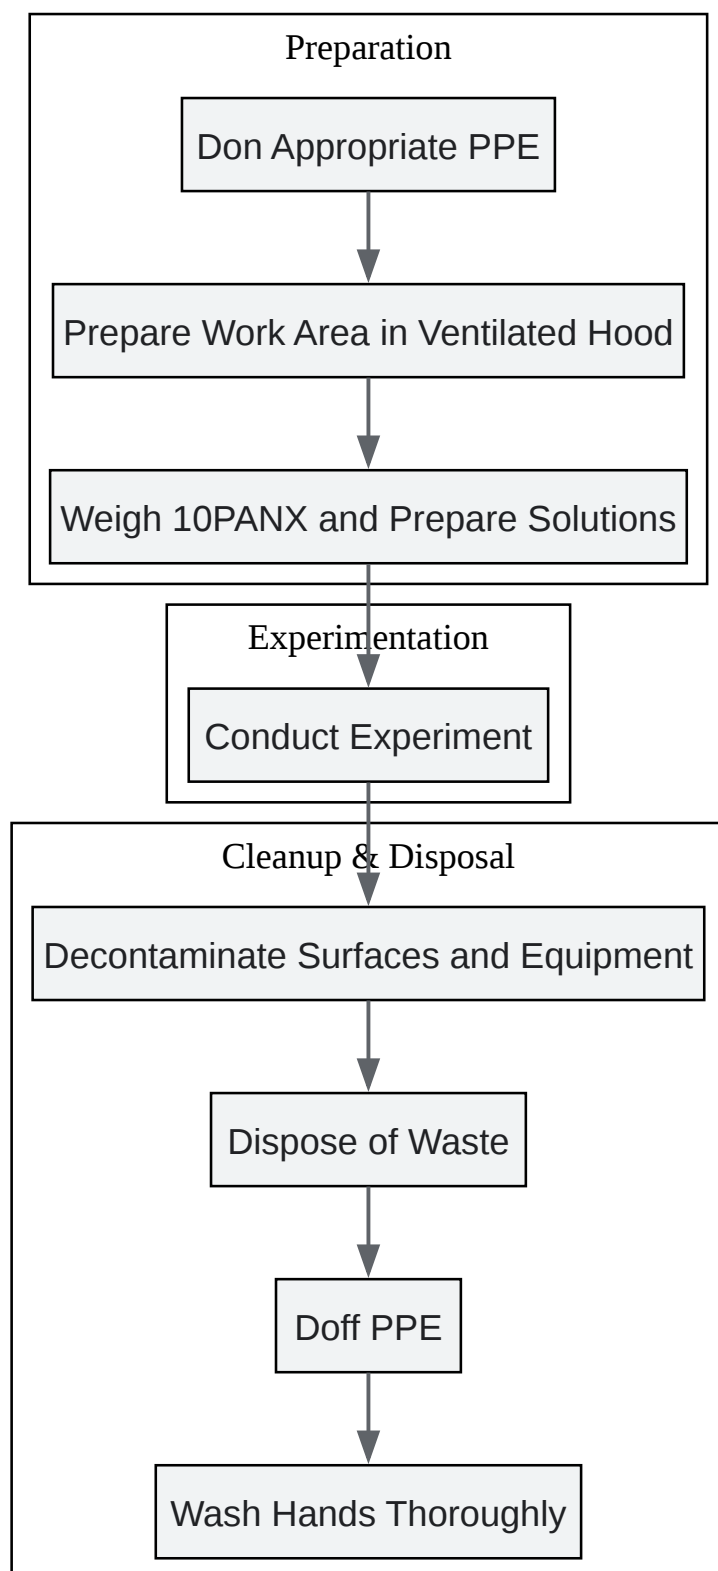 Preparation
Don Appropriate PPE
Prepare Work Area in Ventilated Hood
Weigh 10PANX and Prepare Solutions
Experimentation
Conduct Experiment
Cleanup & Disposal
Decontaminate Surfaces and Equipment
Dispose of Waste
Doff PPE
Wash Hands Thoroughly